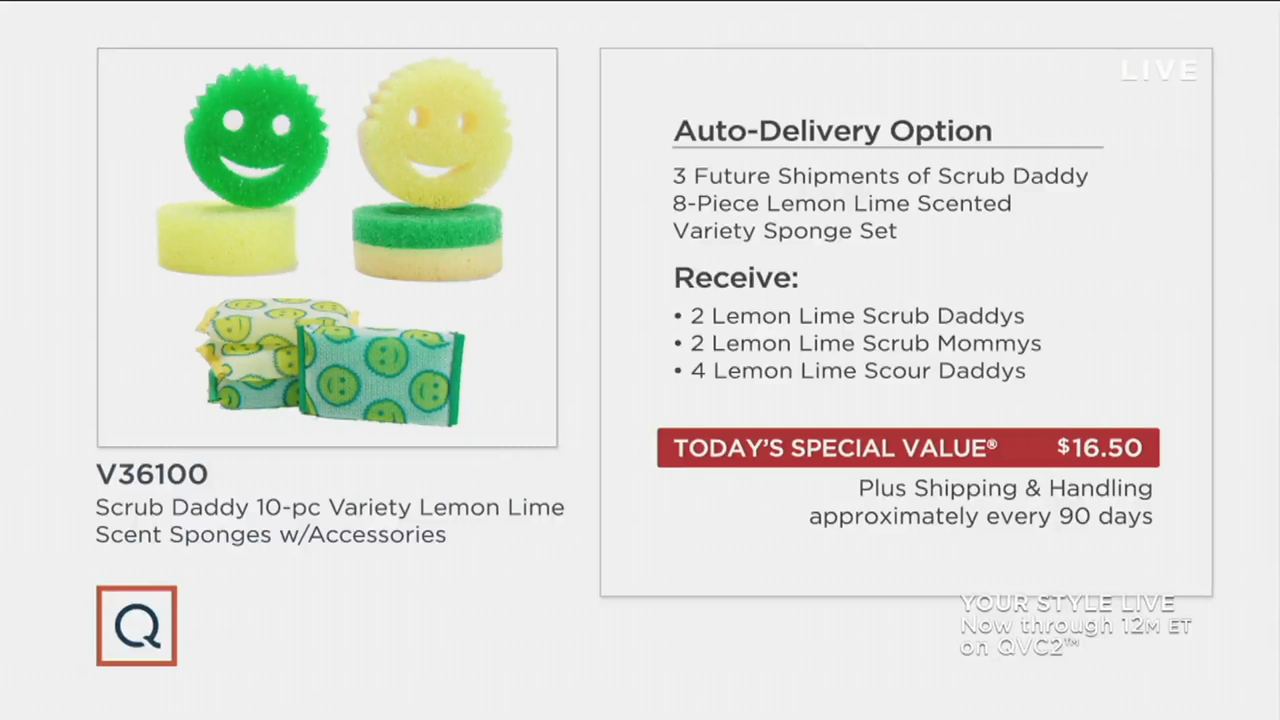 LIVE
Auto-Delivery Option
3 Future Shipments of Scrub Daddy
8-Piece Lemon Lime Scented
Variety Sponge Set
Receive:
• 2 Lemon Lime Scrub Daddys
• 2 Lemon Lime Scrub Mommys
• 4 Lemon Lime Scour Daddys
TODAY'S SPECIAL VALUE® $16.50
Plus Shipping & Handling
approximately every 90 days
V36100
Scrub Daddy 10-pc Variety Lemon Lime
Scent Sponges w/Accessories
Q
YOUR STYLE LIVE
Now through 12M ET
on QVC2™